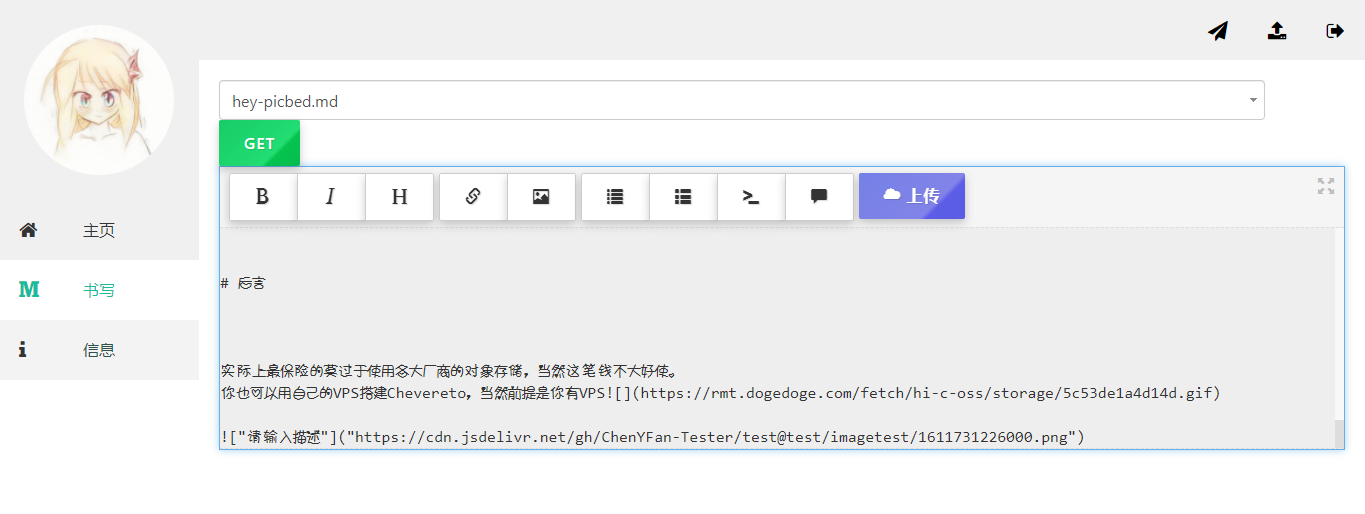 hey-picbed.md
GET
B I H
上传
主页
M 书写
信息
# 后言
实际上最保险的莫过于使用各大厂商的对象存储，当然这笔钱不大好使。
你也可以用自己的VPS搭建Chevereto，当然前提是你有VPS![](https://rmt.dogedoge.com/fetch/hi-c-oss/storage/5c53de1a4d14d.gif)
!["请输入描述"]("https://cdn.jsdelivr.net/gh/ChenYFan-Tester/test@test/imagetest/1611731226000.png")